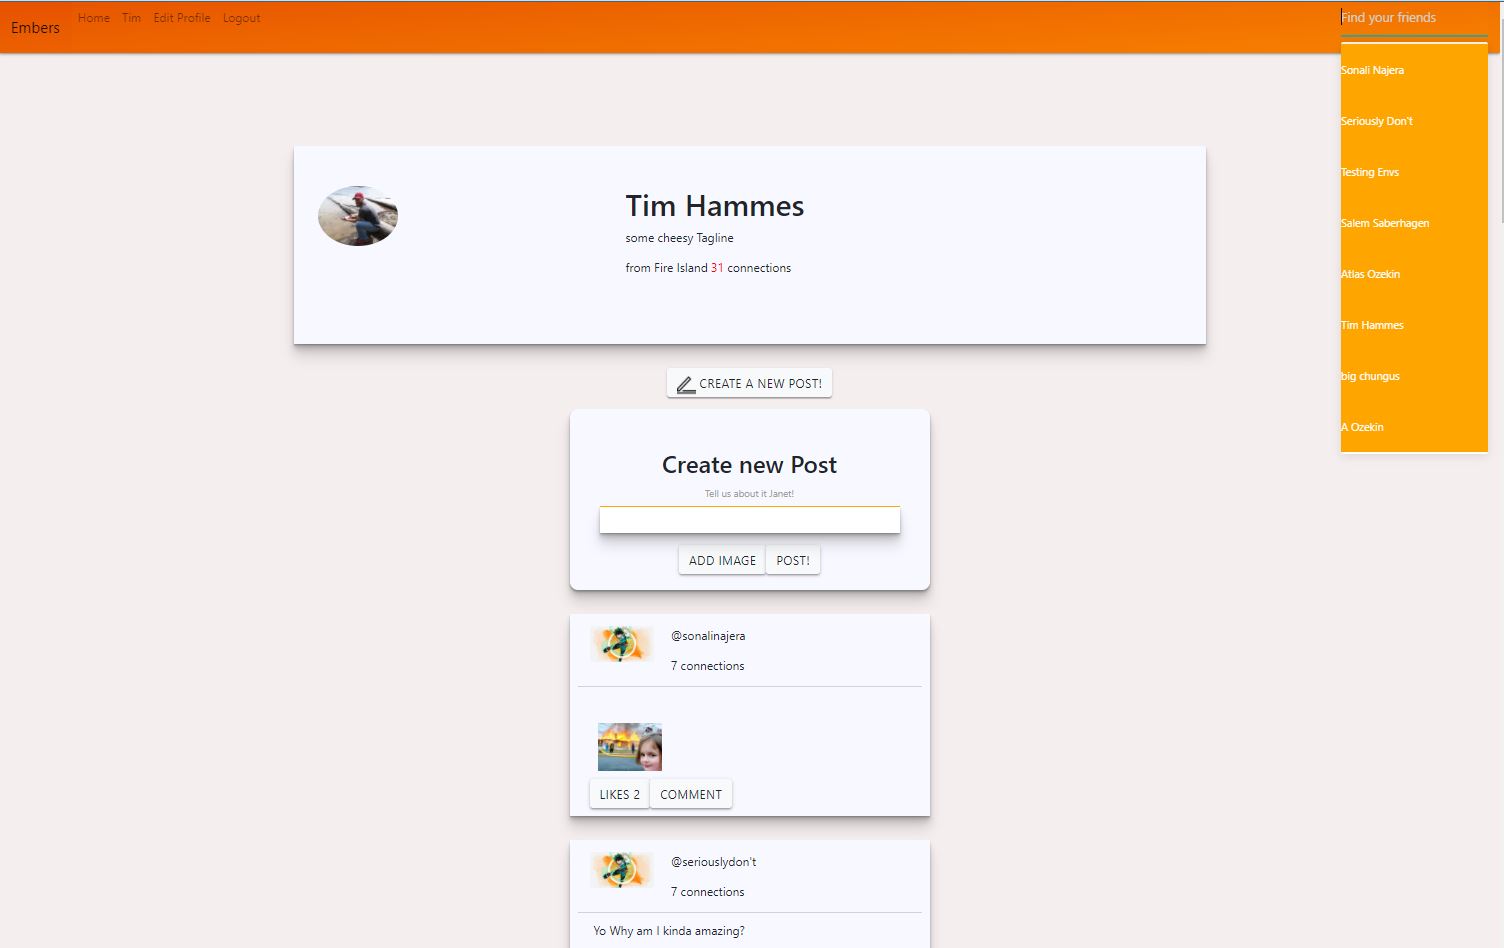 Embers
Home Tim Edit Profile Logout
Find your friends
Sonali Najera
Seriously Don't
Testing Envs
Salem Saberhagen
Atlas Ozekin
Tim Hammes
big chungus
A Ozekin
Tim Hammes
some cheesy Tagline
from Fire Island 31 connections
CREATE A NEW POST!
Create new Post
Tell us about it Janet!
ADD IMAGE POST!
@sonalinajera
7 connections
LIKES 2 COMMENT
@seriouslydon't
7 connections
Yo Why am I kinda amazing?